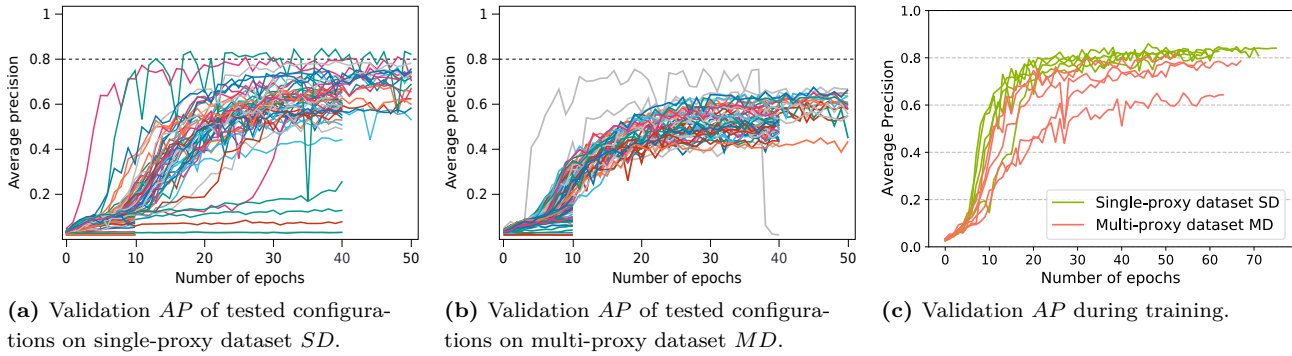 1
0.8
0.6
0.4
0.2
Average precision
0 10 20 30 40 50
Number of epochs
(a) Validation AP of tested configura-
tions on single-proxy dataset SD.
1
0.8
0.6
0.4
0.2
Average precision
0 10 20 30 40 50
Number of epochs
(b) Validation AP of tested configura-
tions on multi-proxy dataset MD.
1.0
0.8
0.6
0.4
0.2
0.0
Average Precision
Single-proxy dataset SD
Multi-proxy dataset MD
0 10 20 30 40 50 60 70
Number of epochs
(c) Validation AP during training.